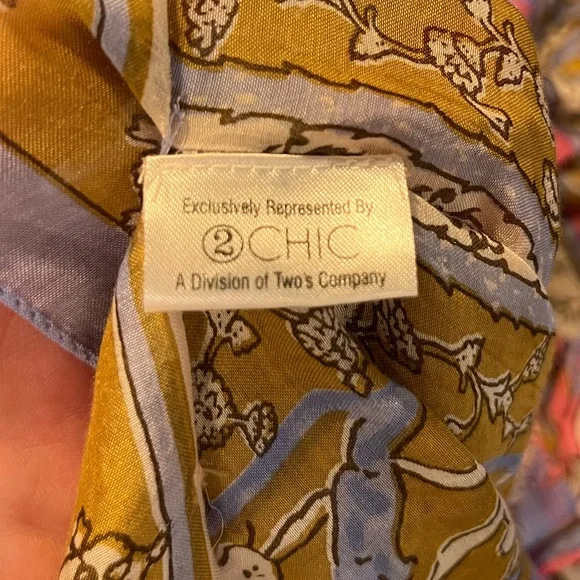 Exclusively Represented By
②CHIC
A Division of Two's Company